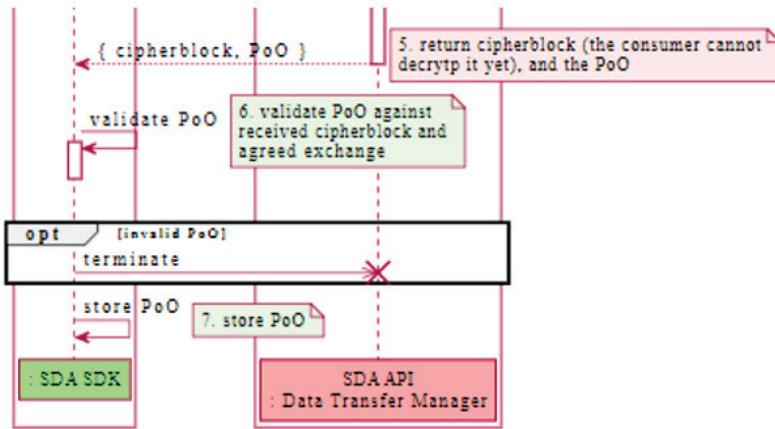 { cipherblock, PoO }
5. return cipherblock (the consumer cannot
decrytp it yet), and the PoO
validate PoO
6. validate PoO against
received cipherblock and
agreed exchange
opt
[invalid PoO]
terminate
store PoO
7. store PoO
: SDA SDK
SDA API
: Data Transfer Manager